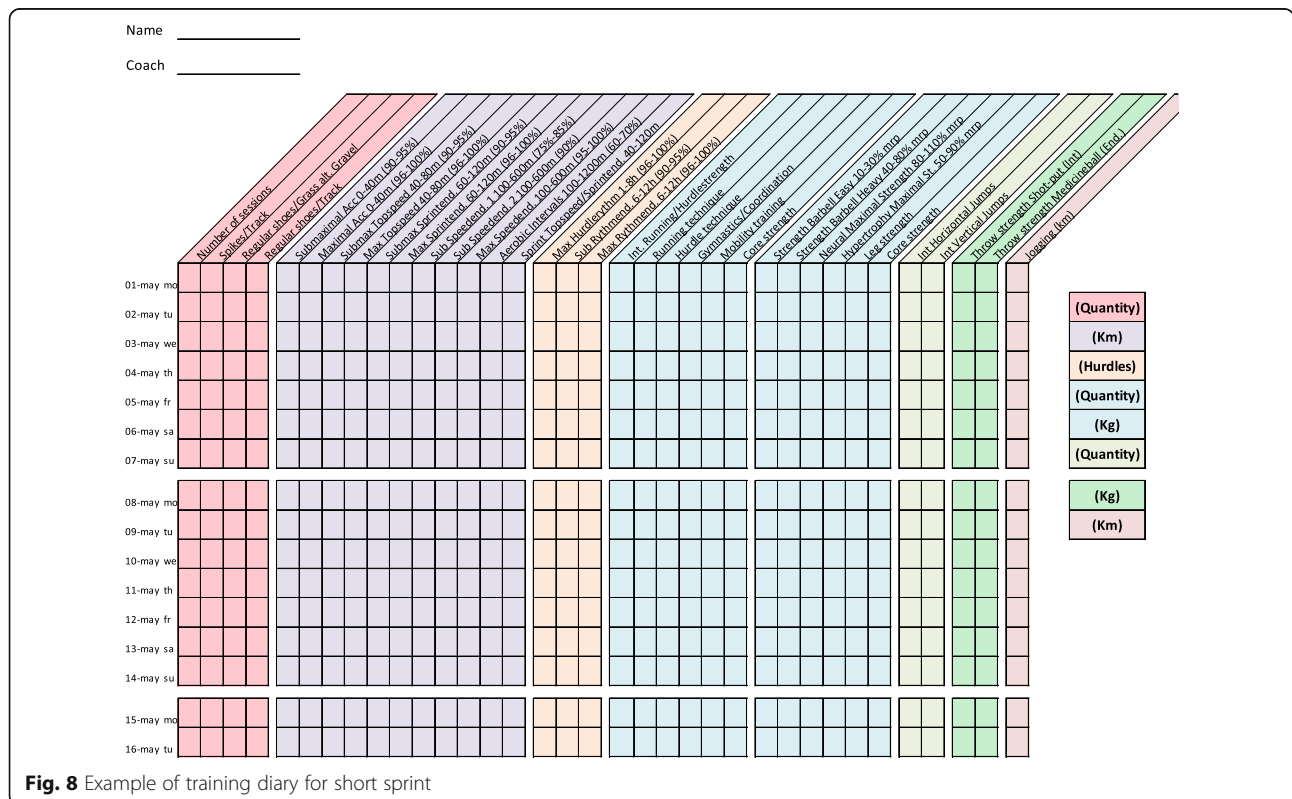 Name
Coach
Number of sessions
Spikes/Track
Regular shoes/Grass alt. Gravel
Regular shoes/Track
Submaximal Acc 0-40m (90-95%)
Maximal Acc 0-40m (96-100%)
Submax Topspeed 40-80m (90-95%)
Max Topspeed 40-80m (96-100%)
Submax Sprintend. 60-120m (90-95%)
Max Sprintend. 60-120m (96-100%)
Sub Speedend. 1 100-600m (75%-85%)
Sub Speedend. 2 100-600m (90%)
Max Speedend. 100-600m (95-100%)
Aerobic Intervals 100-1200m (60-70%)
Sprint Topspeed/Sprintend. 40-120m
Max Hurdlerythm 1-8h (96-100%)
Sub Rythmend. 6-12h (90-95%)
Max Rythmend. 6-12h (96-100%)
Int. Running/Hurdlestrength
Running technique
Hurdle technique
Gymnastics/Coordination
Mobility training
Core strength
Strength Barbell Easy 10-30% mrp
Strength Barbell Heavy 40-80% mrp
Neural Maximal Strength 80-110% mrp
Hypertrophy Maximal St. 50-90% mrp
Leg strength
Core strength
Int Horizontal Jumps
Int Vertical Jumps
Throw strength Shot-put (Int)
Throw strength Medicineball (End.)
Jogging (km)
01-may mo
02-may tu
03-may we
04-may th
05-may fr
06-may sa
07-may su
08-may mo
09-may tu
10-may we
11-may th
12-may fr
13-may sa
14-may su
15-may mo
16-may tu
(Quantity)
(Km)
(Hurdles)
(Quantity)
(Kg)
(Quantity)
(Kg)
(Km)
Fig. 8 Example of training diary for short sprint